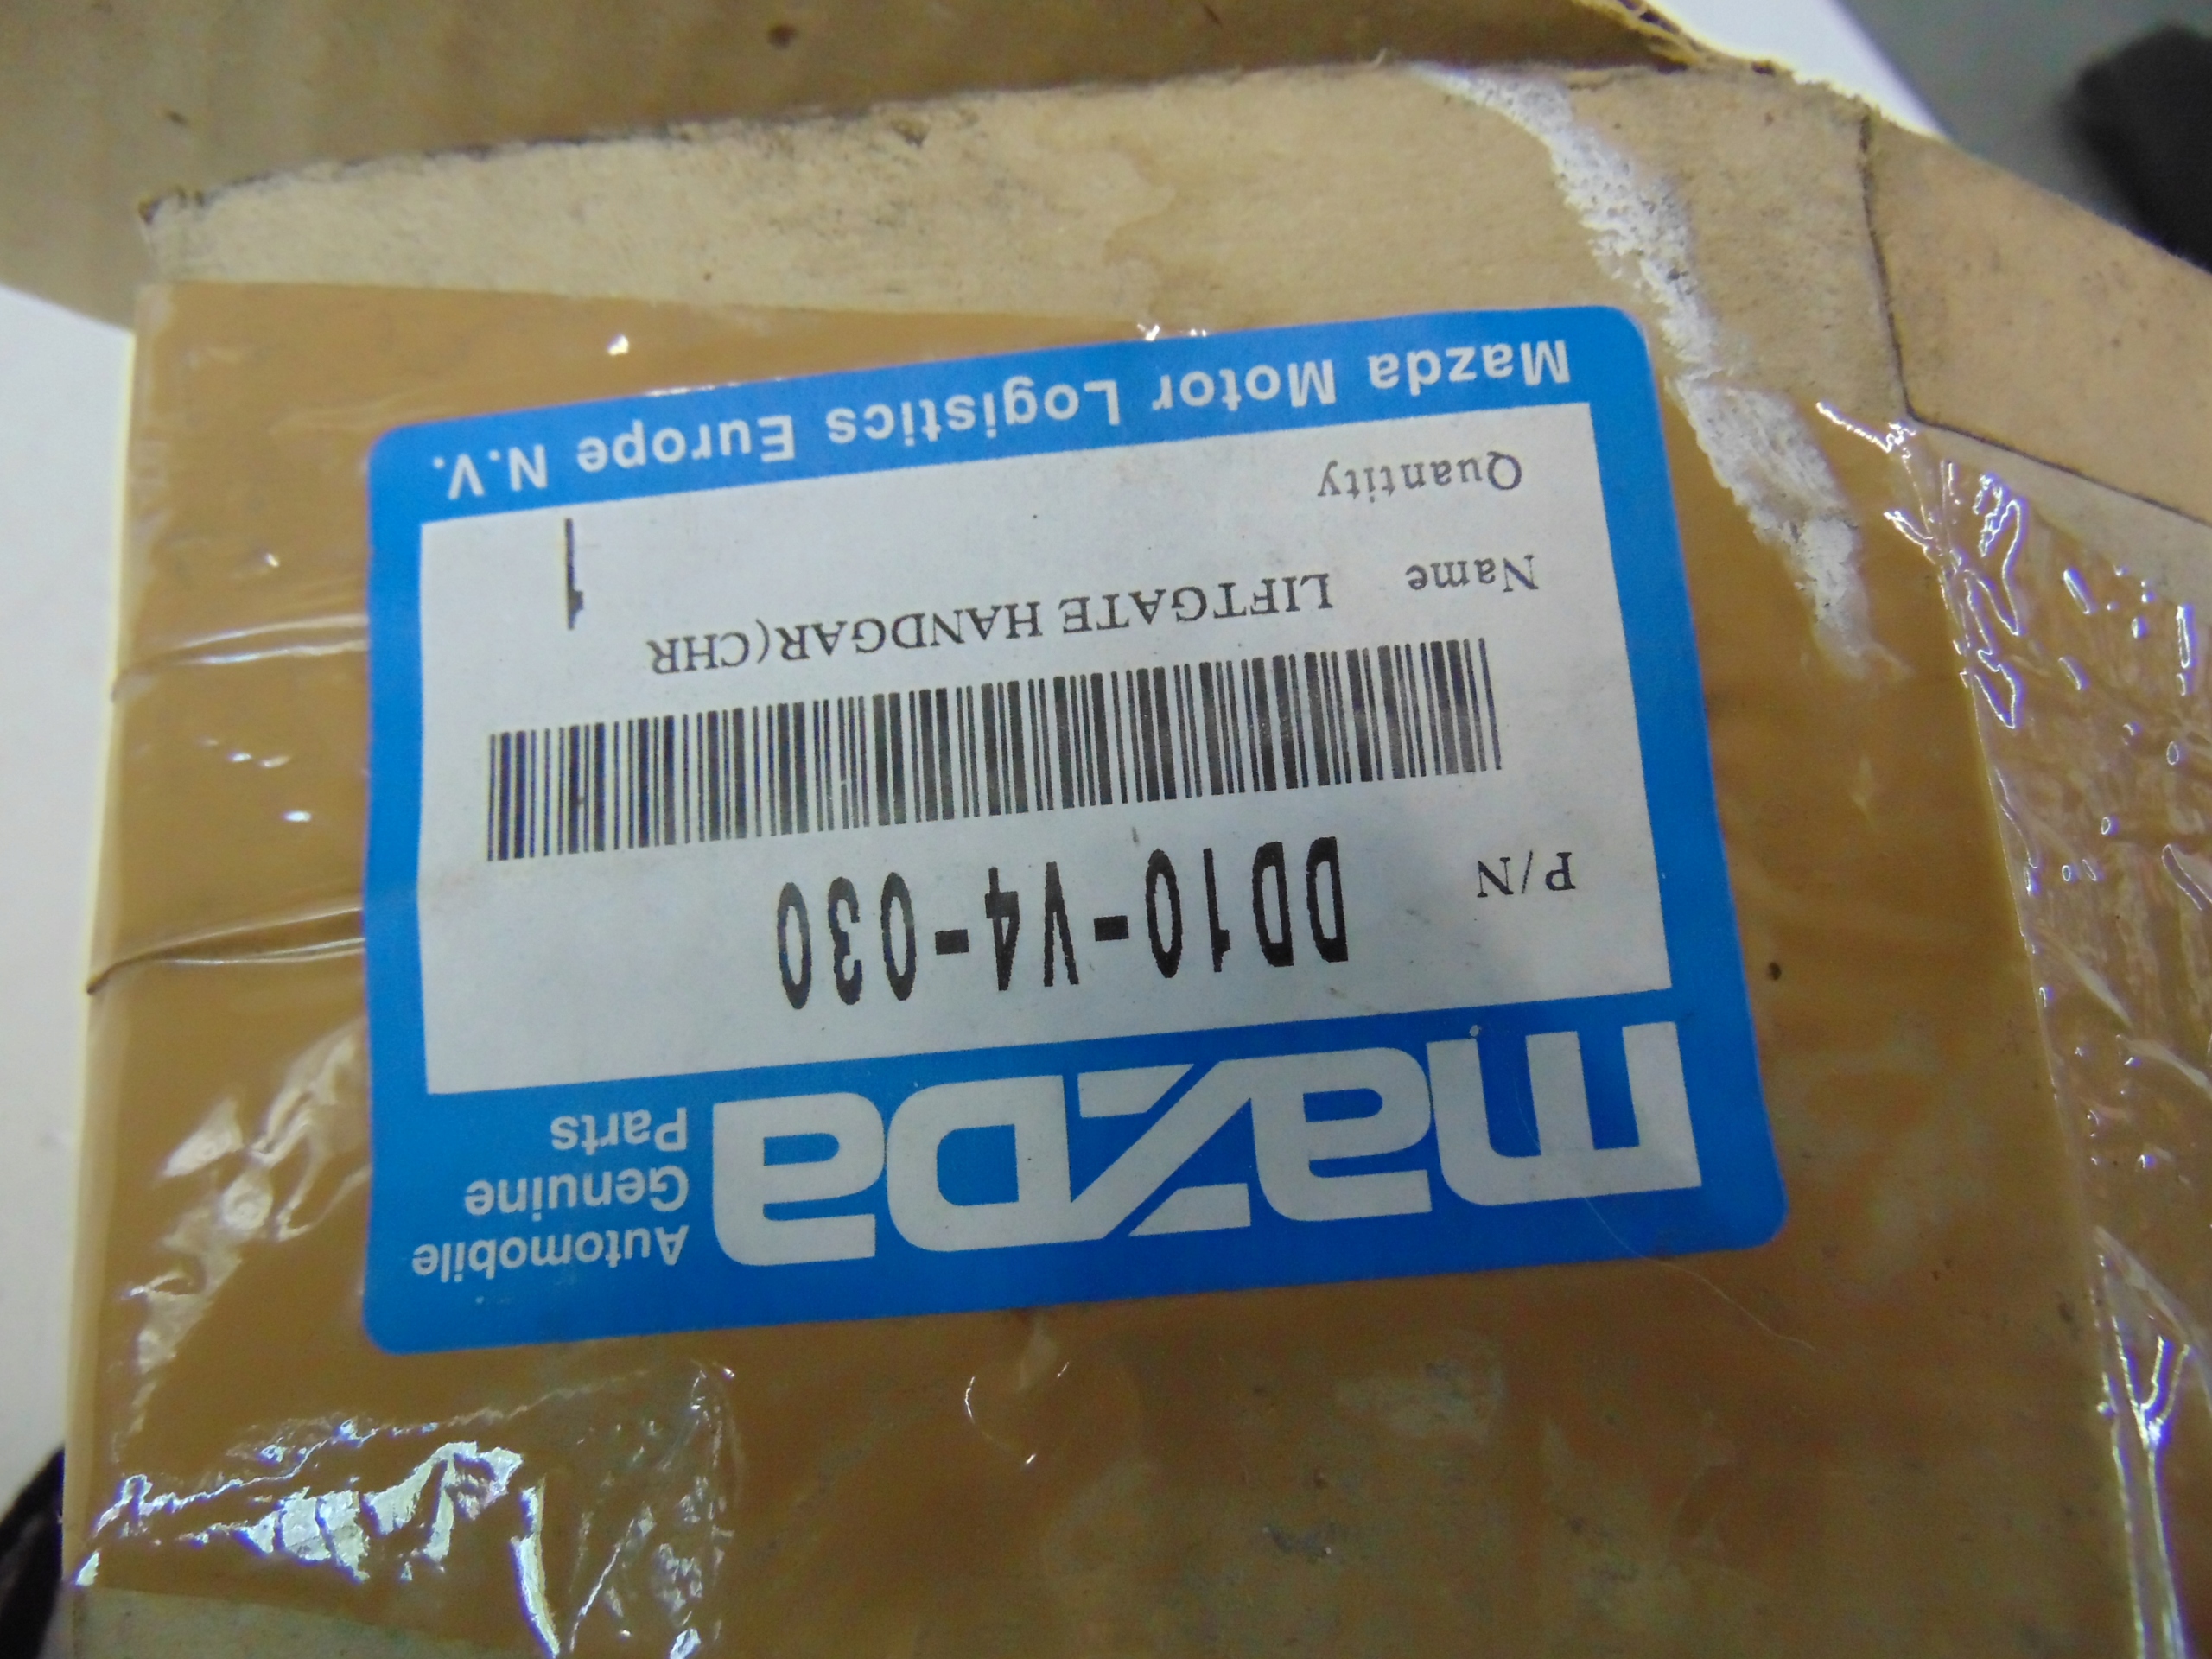 mazda
Automobile
Genuine
Parts
P/N DD10-V4-030
Name LIFTGATE HANDGAR(CHR
Quantity 1
Mazda Motor Logistics Europe N.V.